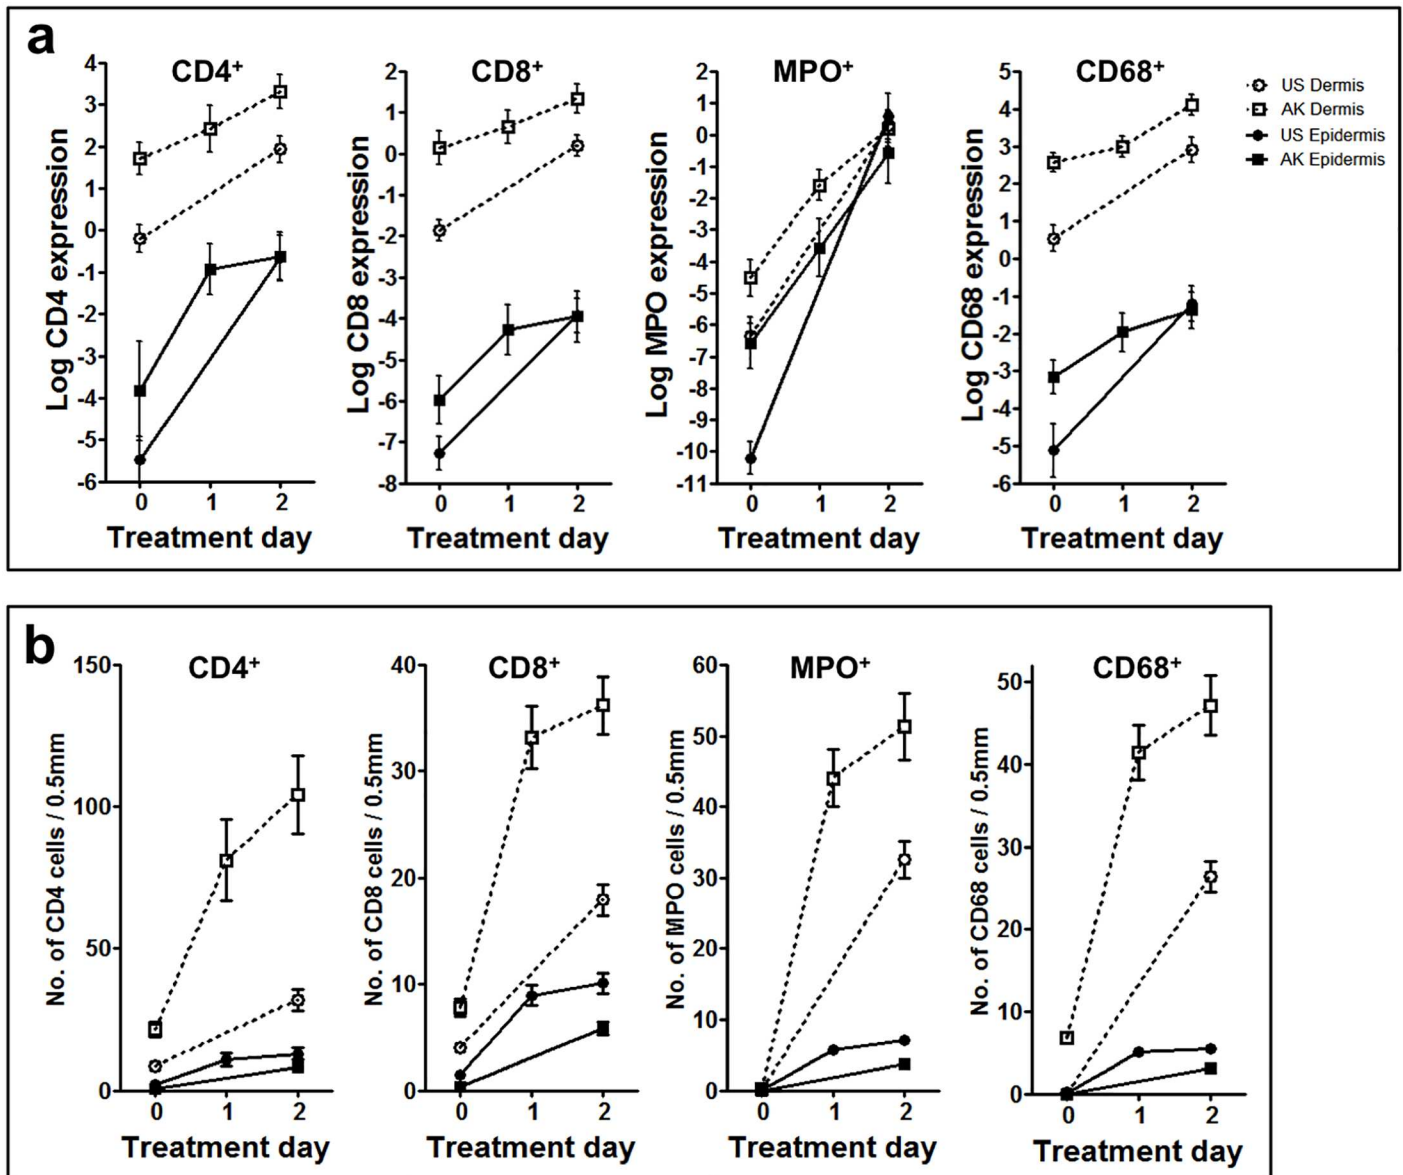 a
CD4+
Log CD4 expression
4
3
2
1
0
-1
-2
-3
-4
-5
-6
0 1 2
Treatment day
CD8+
Log CD8 expression
2
1
0
-1
-2
-3
-4
-5
-6
-7
-8
0 1 2
Treatment day
MPO+
Log MPO expression
2
1
0
-1
-2
-3
-4
-5
-6
-7
-8
-9
-10
-11
0 1 2
Treatment day
CD68+
Log CD68 expression
5
4
3
2
1
0
-1
-2
-3
-4
-5
-6
0 1 2
Treatment day
US Dermis
AK Dermis
US Epidermis
AK Epidermis
b
CD4+
No. of CD4 cells / 0.5mm
150
100
50
0
0 1 2
Treatment day
CD8+
No. of CD8 cells / 0.5mm
40
30
20
10
0
0 1 2
Treatment day
MPO+
No. of MPO cells / 0.5mm
60
50
40
30
20
10
0
0 1 2
Treatment day
CD68+
No. of CD68 cells / 0.5mm
50
40
30
20
10
0
0 1 2
Treatment day